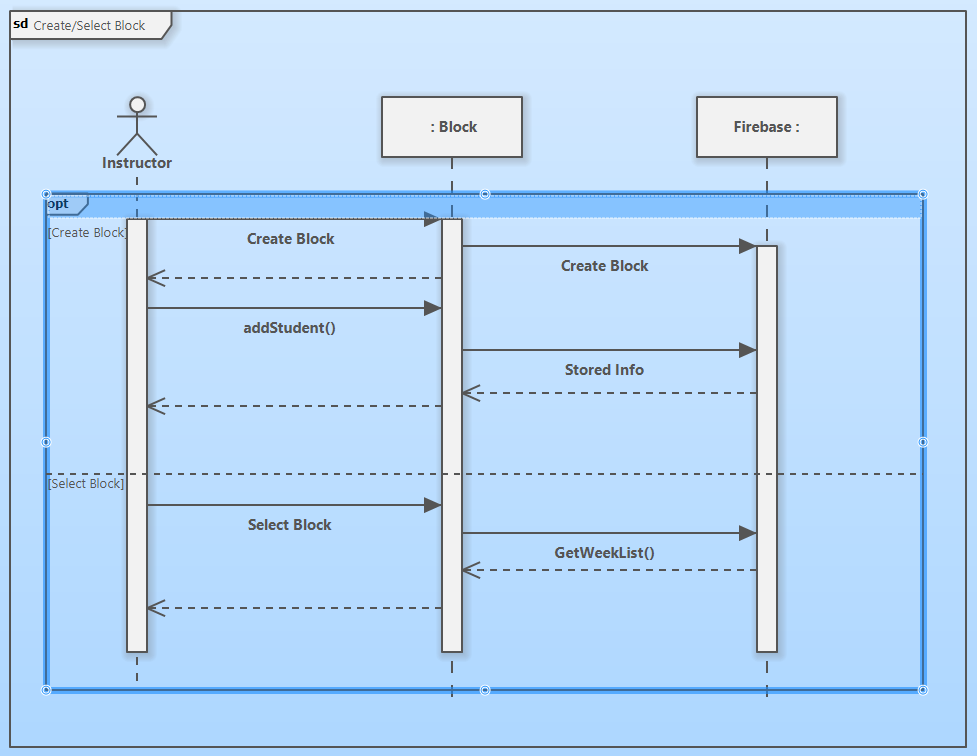 sd Create/Select Block
Instructor
: Block
Firebase :
opt
[Create Block]
Create Block
Create Block
addStudent()
Stored Info
[Select Block]
Select Block
GetWeekList()